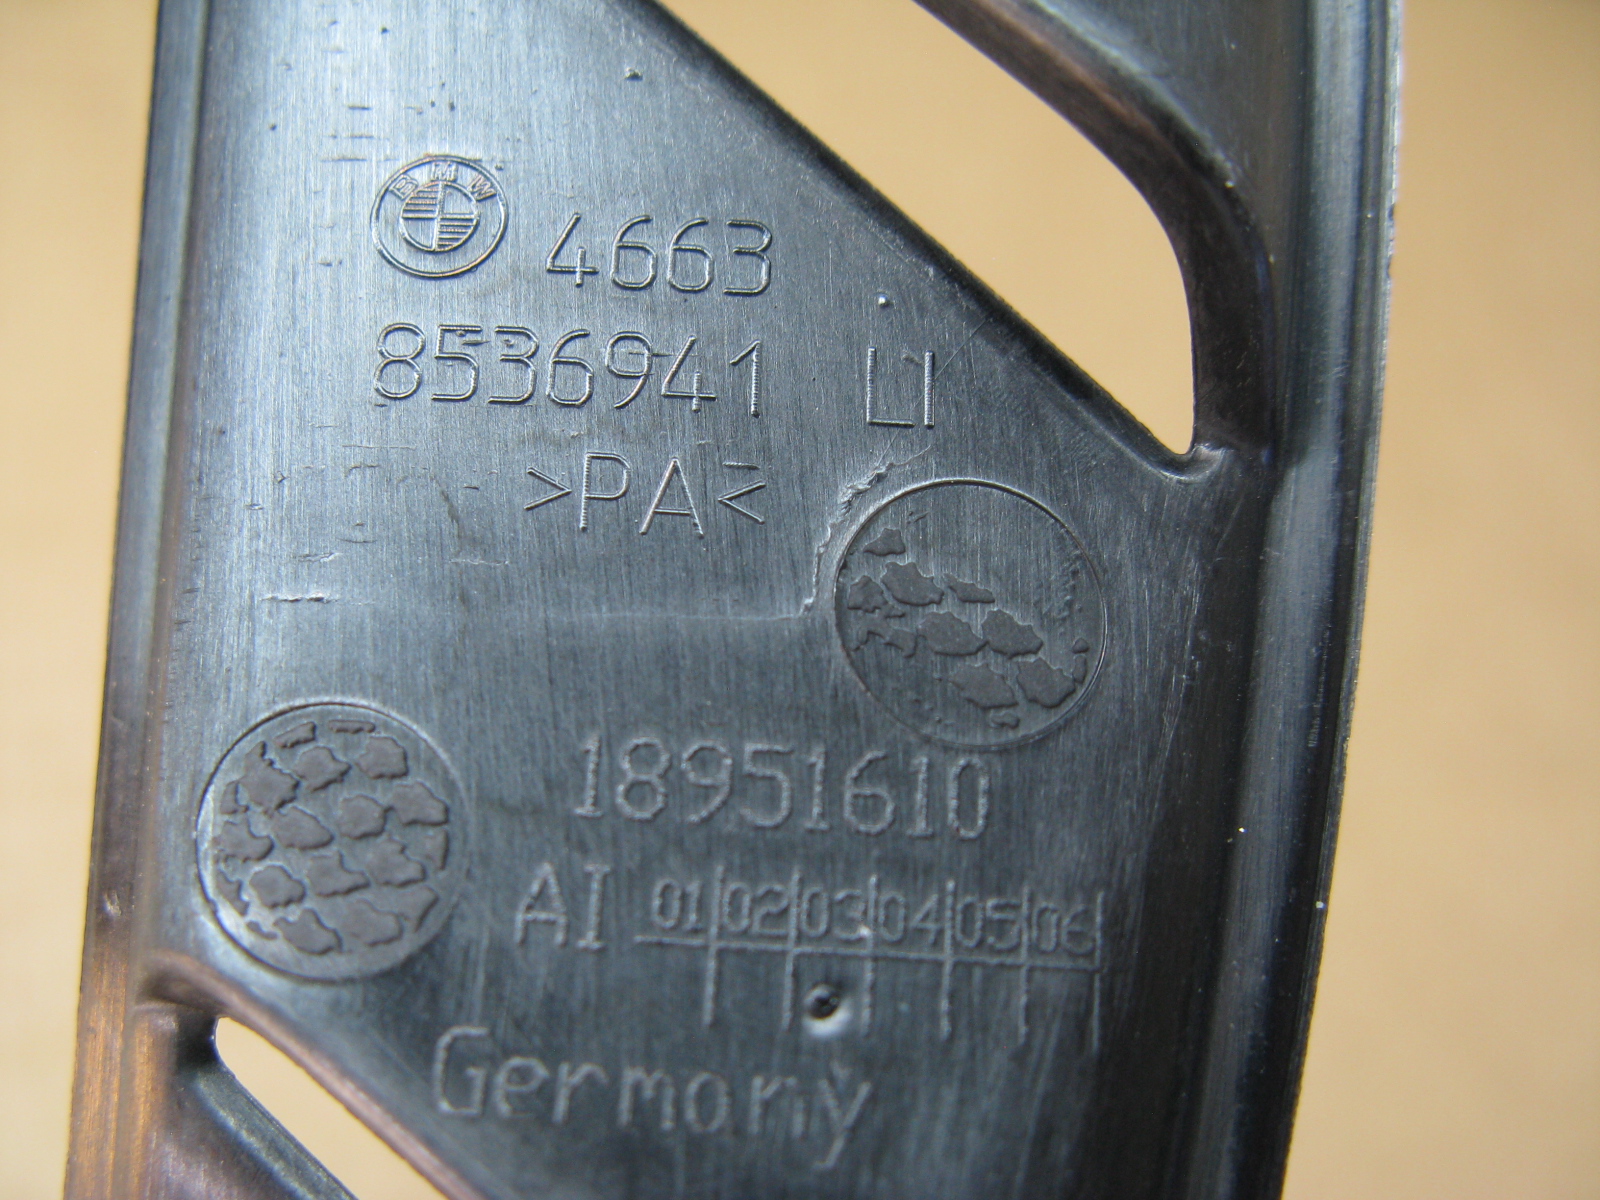 BMW 4663
8536941 LI
>PA<
18951610
AI 01 02 03 04 05 06
Germany